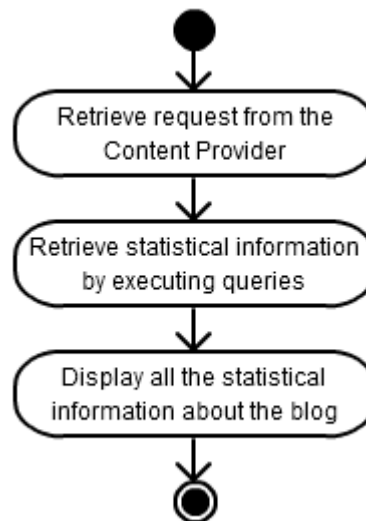 Retrieve request from the
Content Provider
Retrieve statistical information
by executing queries
Display all the statistical
information about the blog